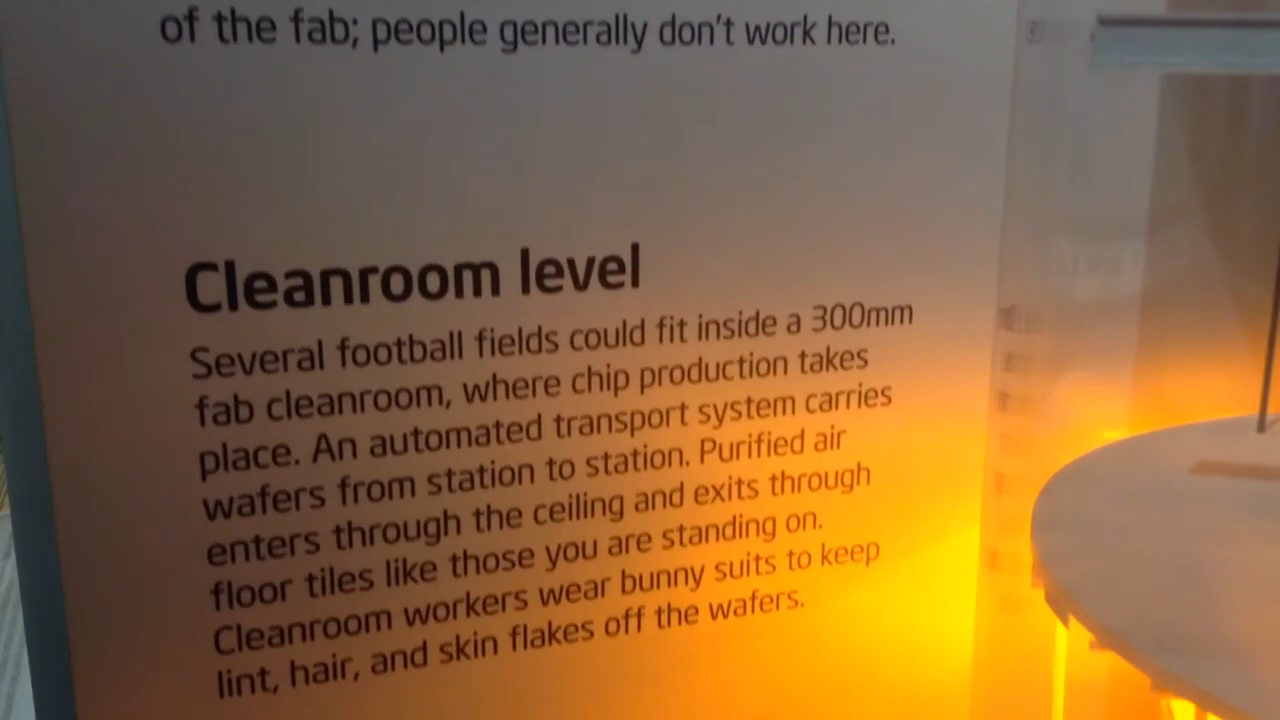 of the fab; people generally don't work here.
Cleanroom level
Several football fields could fit inside a 300mm
fab cleanroom, where chip production takes
place. An automated transport system carries
wafers from station to station. Purified air
enters through the ceiling and exits through
floor tiles like those you are standing on.
Cleanroom workers wear bunny suits to keep
lint, hair, and skin flakes off the wafers.